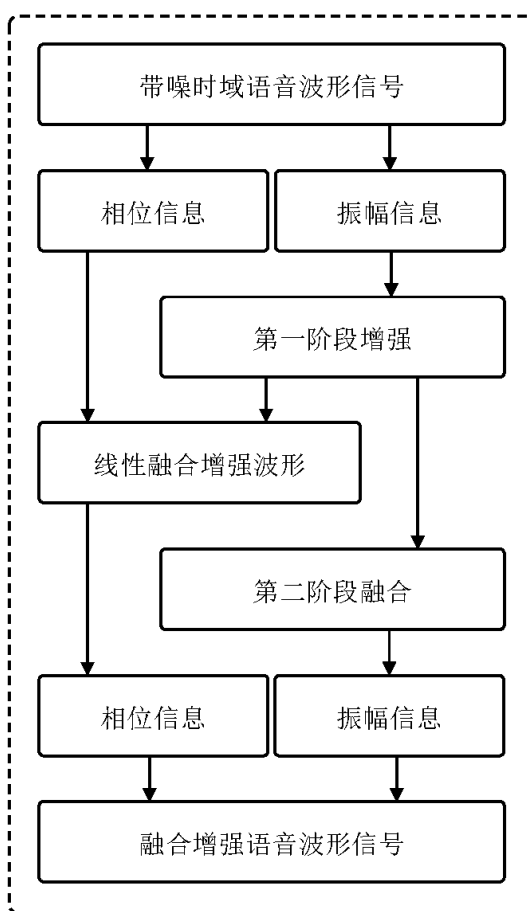 带噪时域语音波形信号
相位信息
振幅信息
第一阶段增强
线性融合增强波形
第二阶段融合
相位信息
振幅信息
融合增强语音波形信号